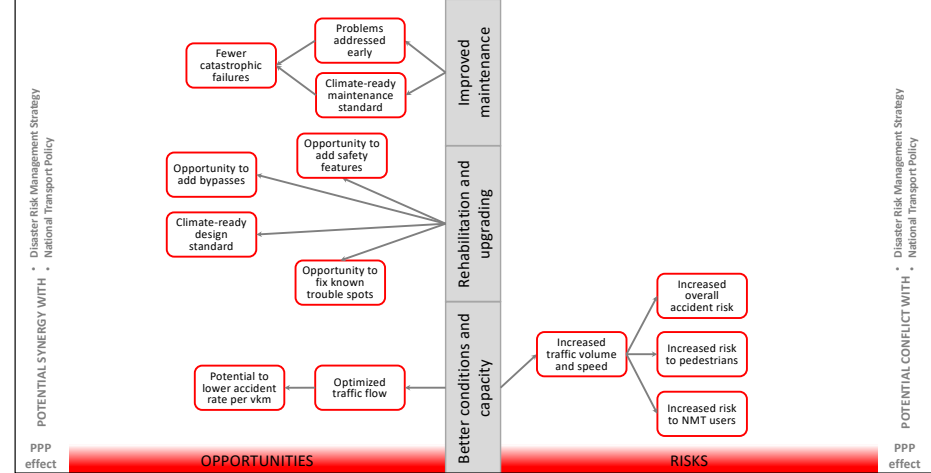 POTENTIAL SYNERGY WITH
• Disaster Risk Management Strategy
• National Transport Policy
PPP
effect
Problems
addressed
early
Fewer
catastrophic
failures
Climate-ready
maintenance
standard
Improved
maintenance
Opportunity to
add safety
features
Opportunity to
add bypasses
Climate-ready
design
standard
Opportunity to
fix known
trouble spots
Rehabilitation and
upgrading
Potential to
lower accident
rate per vkm
Optimized
traffic flow
Better conditions and
capacity
Increased
traffic volume
and speed
Increased
overall
accident risk
Increased risk
to pedestrians
Increased risk
to NMT users
OPPORTUNITIES
RISKS
POTENTIAL CONFLICT WITH
• Disaster Risk Management Strategy
• National Transport Policy
PPP
effect